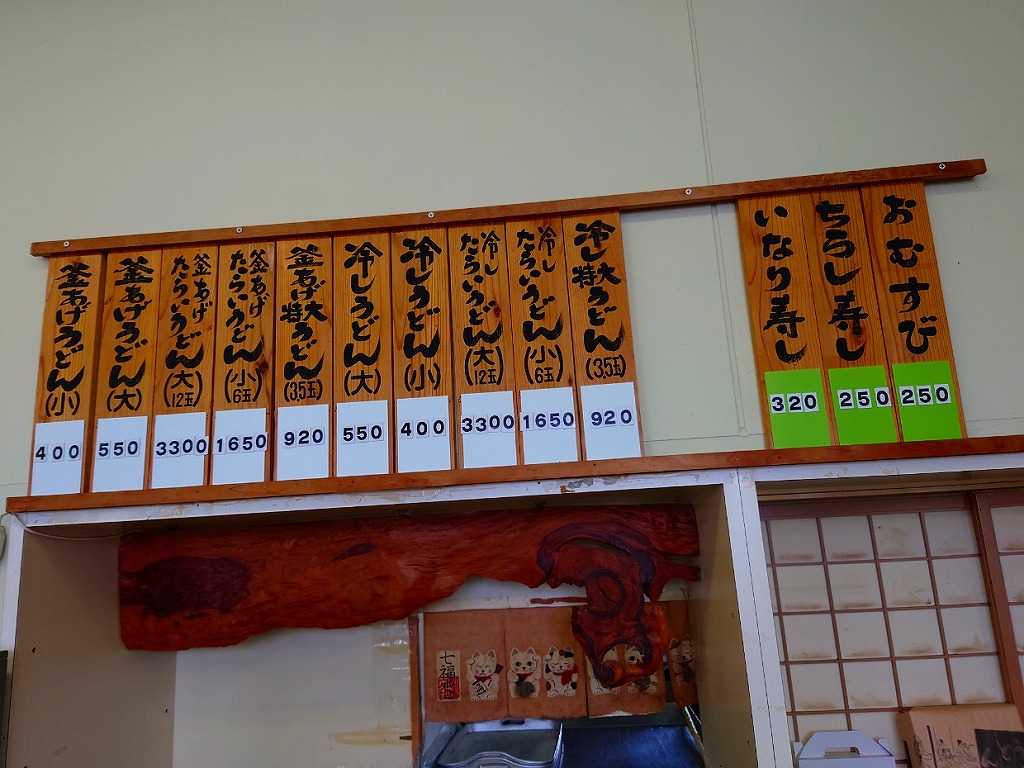 おむすび
250
ちらし寿し
250
いなり寿し
320
冷し
特大うどん
(3.5玉)
920
冷し
たらいうどん
(小)
6玉
1650
冷し
たらいうどん
(大)
12玉
3300
冷しうどん
(小)
400
冷しうどん
(大)
550
釜あげ
特大うどん
(3.5玉)
920
釜あげ
たらいうどん
(小)
6玉
1650
釜あげ
たらいうどん
(大)
12玉
3300
釜あげうどん
(大)
550
釜あげうどん
(小)
400
七福